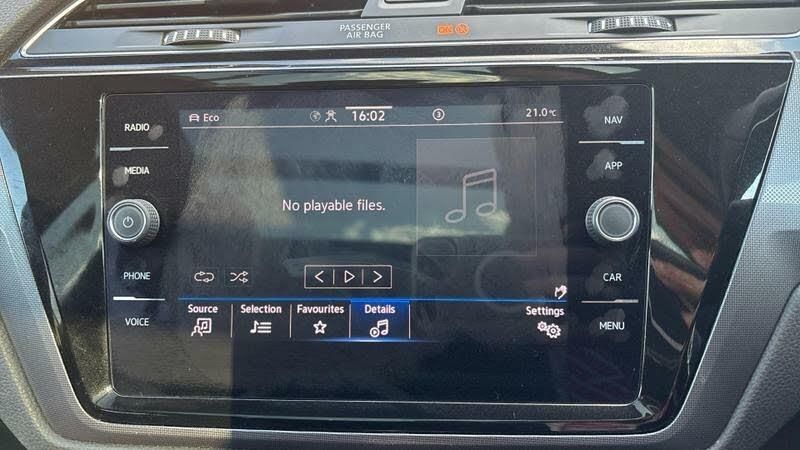 PASSENGER
AIR BAG
Eco
16:02
3
21.0°C
RADIO
MEDIA
PHONE
VOICE
No playable files.
NAV
APP
CAR
MENU
Source
Selection
Favourites
Details
Settings